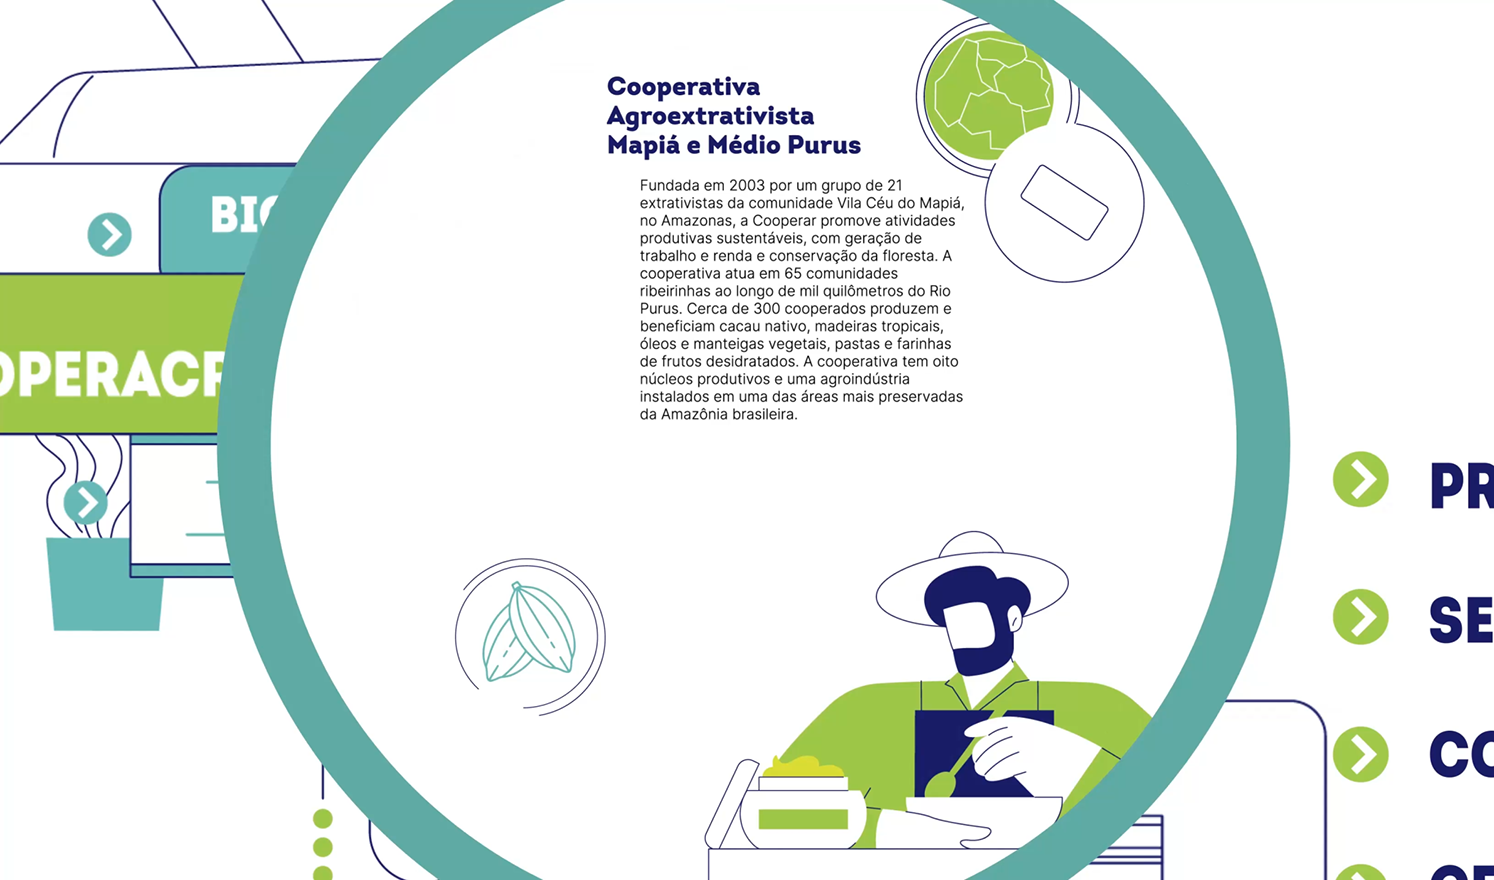 Cooperativa
Agroextrativista
Mapiá e Médio Purus
Fundada em 2003 por um grupo de 21
extrativistas da comunidade Vila Céu do Mapiá,
no Amazonas, a Cooperar promove atividades
produtivas sustentáveis, com geração de
trabalho e renda e conservação da floresta. A
cooperativa atua em 65 comunidades
ribeirinhas ao longo de mil quilômetros do Rio
Purus. Cerca de 300 cooperados produzem e
beneficiam cacau nativo, madeiras tropicais,
óleos e manteigas vegetais, pastas e farinhas
de frutos desidratados. A cooperativa tem oito
núcleos produtivos e uma agroindústria
instalados em uma das áreas mais preservadas
da Amazônia brasileira.